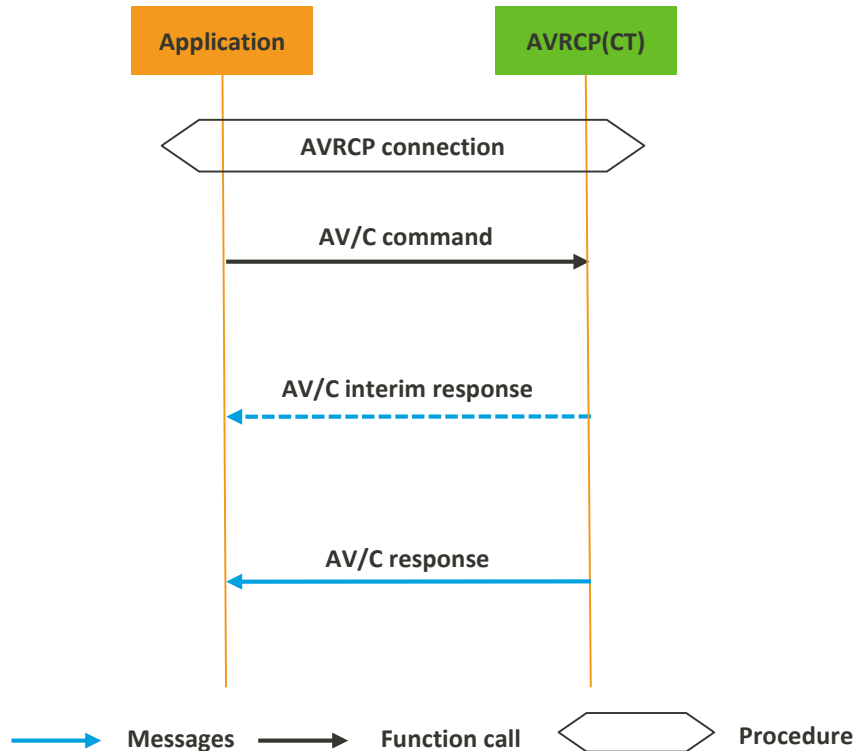 Application
AVRCP(CT)
AVRCP connection
AV/C command
AV/C interim response
AV/C response
Messages
Function call
Procedure